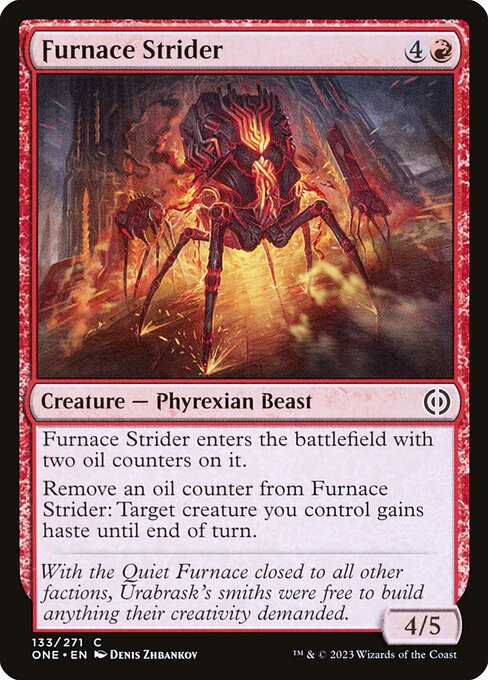 Furnace Strider 4
Creature — Phyrexian Beast
Furnace Strider enters the battlefield with
two oil counters on it.
Remove an oil counter from Furnace
Strider: Target creature you control gains
haste until end of turn.
With the Quiet Furnace closed to all other
factions, Urabrask's smiths were free to build
anything their creativity demanded.
4/5
133/271 C
ONE • EN Denis Zhbankov
™ & © 2023 Wizards of the Coast